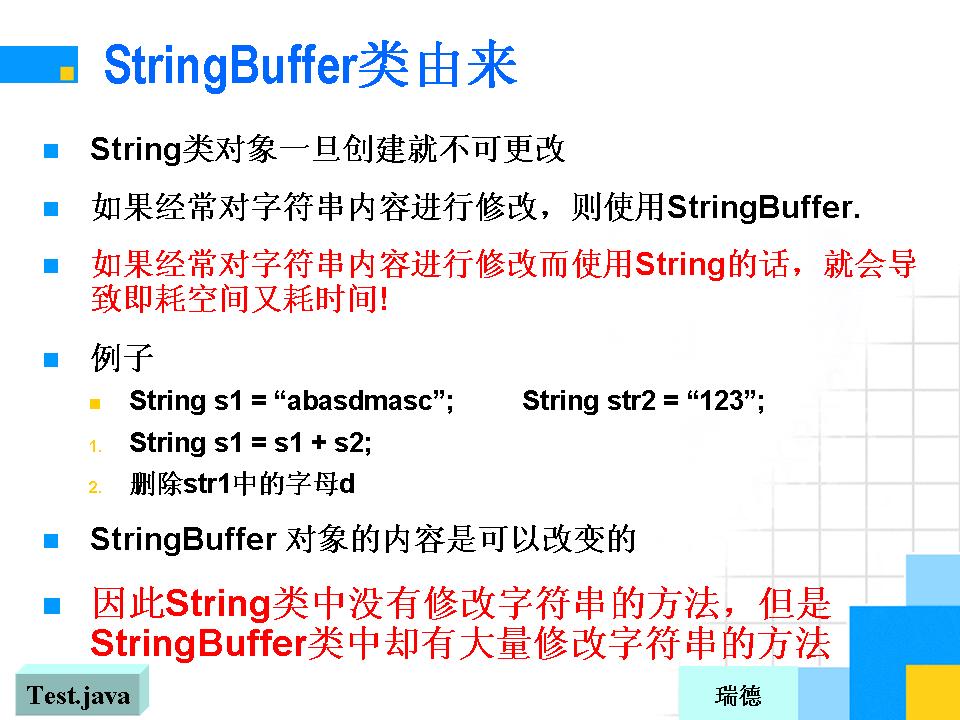 StringBuffer类由来
String类对象一旦创建就不可更改
如果经常对字符串内容进行修改，则使用StringBuffer.
如果经常对字符串内容进行修改而使用String的话，就会导
致即耗空间又耗时间!
例子
String s1 = “abasdmasc”; String str2 = “123”;
1. String s1 = s1 + s2;
2. 删除str1中的字母d
StringBuffer 对象的内容是可以改变的
因此String类中没有修改字符串的方法，但是
StringBuffer类中却有大量修改字符串的方法
Test.java
瑞德